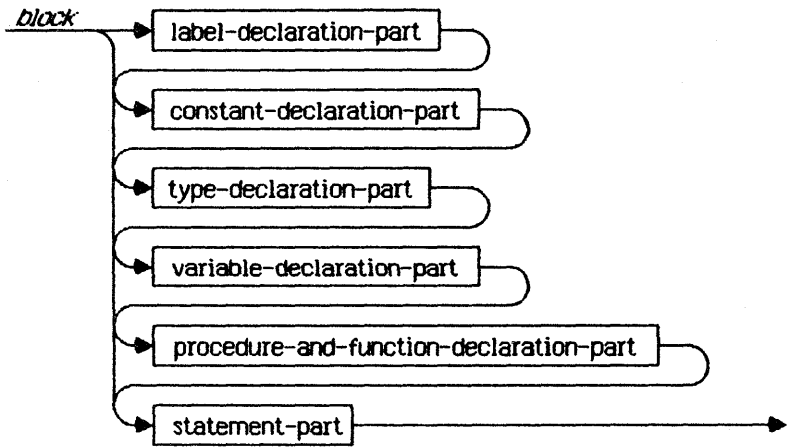 block
label-declaration-part
constant-declaration-part
type-declaration-part
variable-declaration-part
procedure-and-function-declaration-part
statement-part